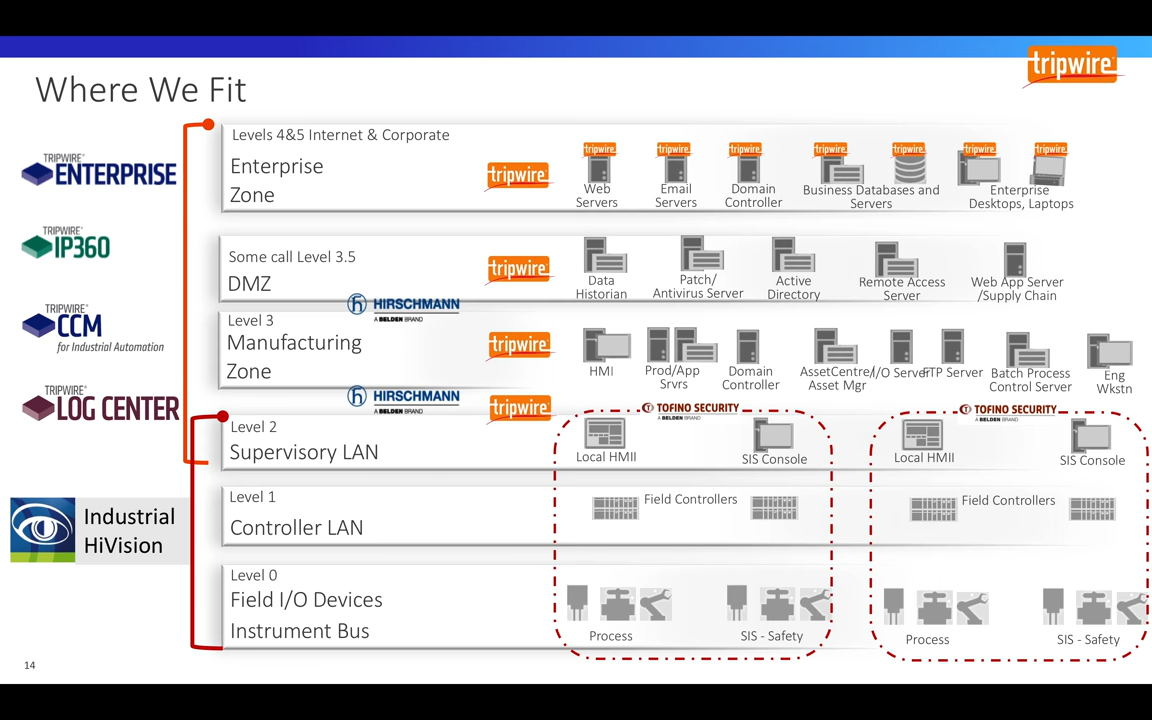 tripwire
Where We Fit
TRIPWIRE®
ENTERPRISE
TRIPWIRE®
IP360
TRIPWIRE®
CCM
for Industrial Automation
TRIPWIRE®
LOG CENTER
Industrial
HiVision
Levels 4&5 Internet & Corporate
Enterprise
Zone
tripwire
tripwire
tripwire
tripwire
tripwire
tripwire
tripwire
tripwire
Web
Servers
Email
Servers
Domain
Controller
Business Databases and
Servers
Enterprise
Desktops, Laptops
Some call Level 3.5
DMZ
tripwire
Data
Historian
Patch/
Antivirus Server
Active
Directory
Remote Access
Server
Web App Server
/Supply Chain
HIRSCHMANN
A BELDEN BRAND
Level 3
Manufacturing
Zone
tripwire
HMI
Prod/App
Srvrs
Domain
Controller
AssetCentre/
Asset Mgr
I/O Server
FTP Server
Batch Process
Control Server
Eng
Wkstn
HIRSCHMANN
A BELDEN BRAND
tripwire
TOFINO SECURITY
A BELDEN BRAND
TOFINO SECURITY
A BELDEN BRAND
Level 2
Supervisory LAN
Local HMII
SIS Console
Local HMII
SIS Console
Level 1
Controller LAN
Field Controllers
Field Controllers
Level 0
Field I/O Devices
Instrument Bus
Process
SIS - Safety
Process
SIS - Safety
14